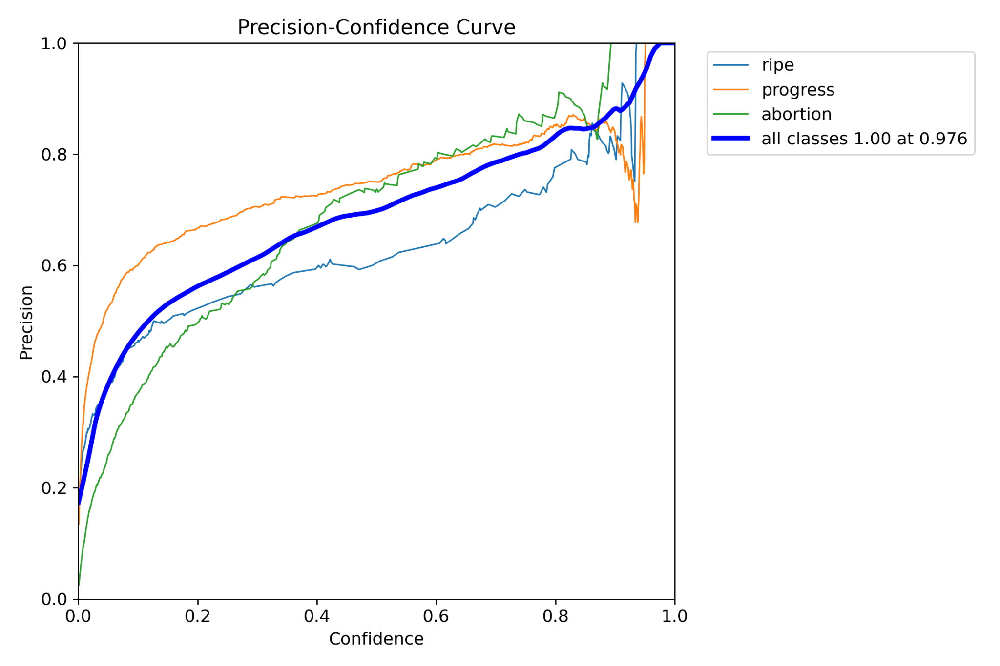 Precision-Confidence Curve
1.0
0.8
0.6
0.4
0.2
0.0
Precision
0.0 0.2 0.4 0.6 0.8 1.0
Confidence
ripe
progress
abortion
all classes 1.00 at 0.976